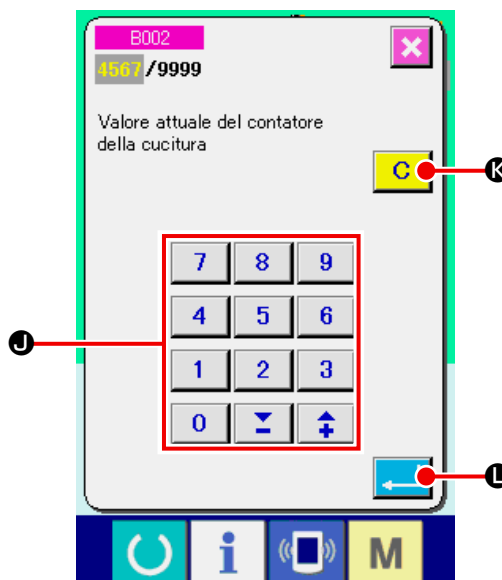 B002
4567/9999
Valore attuale del contatore
della cucitura
C
K
7 8 9
4 5 6
J
1 2 3
0
L
i M